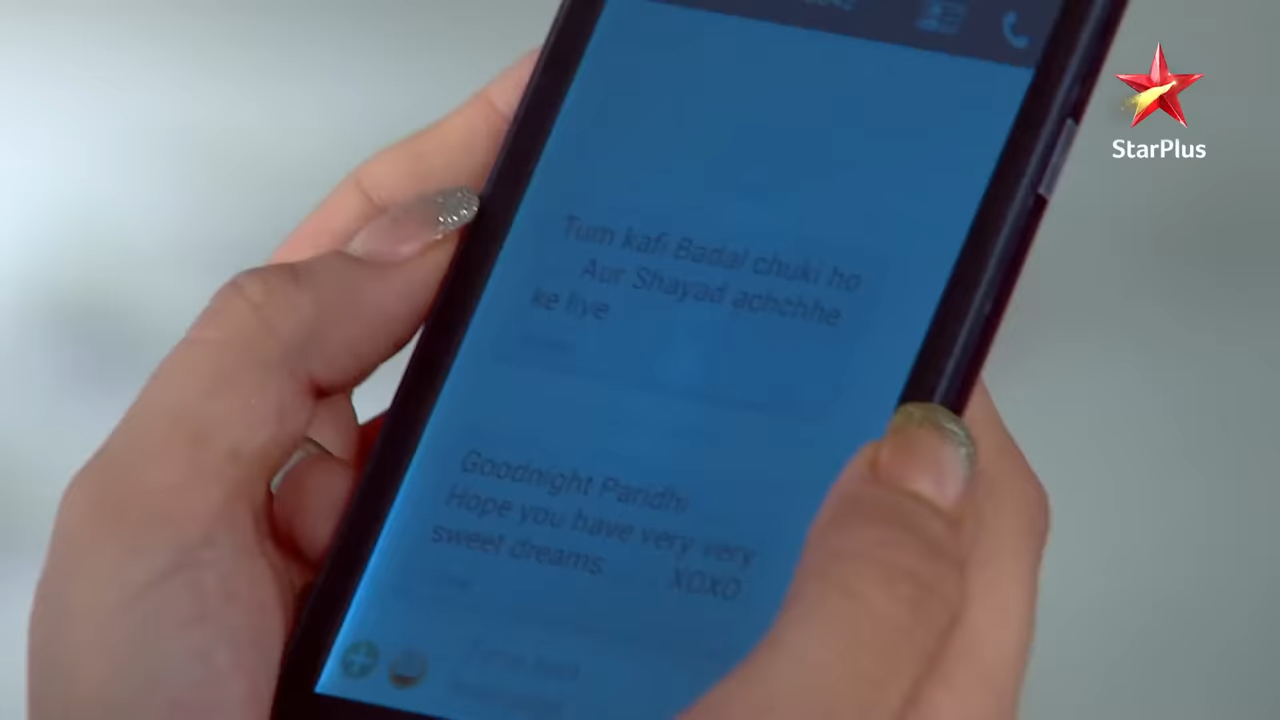 StarPlus
Tum kafi Badal chuki ho
Aur Shayad achchhe
ke liye
Goodnight Paridhi
Hope you have very very
sweet dreams XOXO